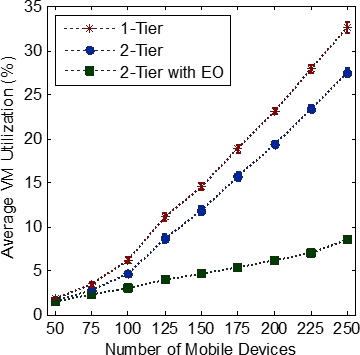 35
30
25
20
15
10
5
0
Average VM Utilization (%)
1-Tier
2-Tier
2-Tier with EO
50 75 100 125 150 175 200 225 250
Number of Mobile Devices